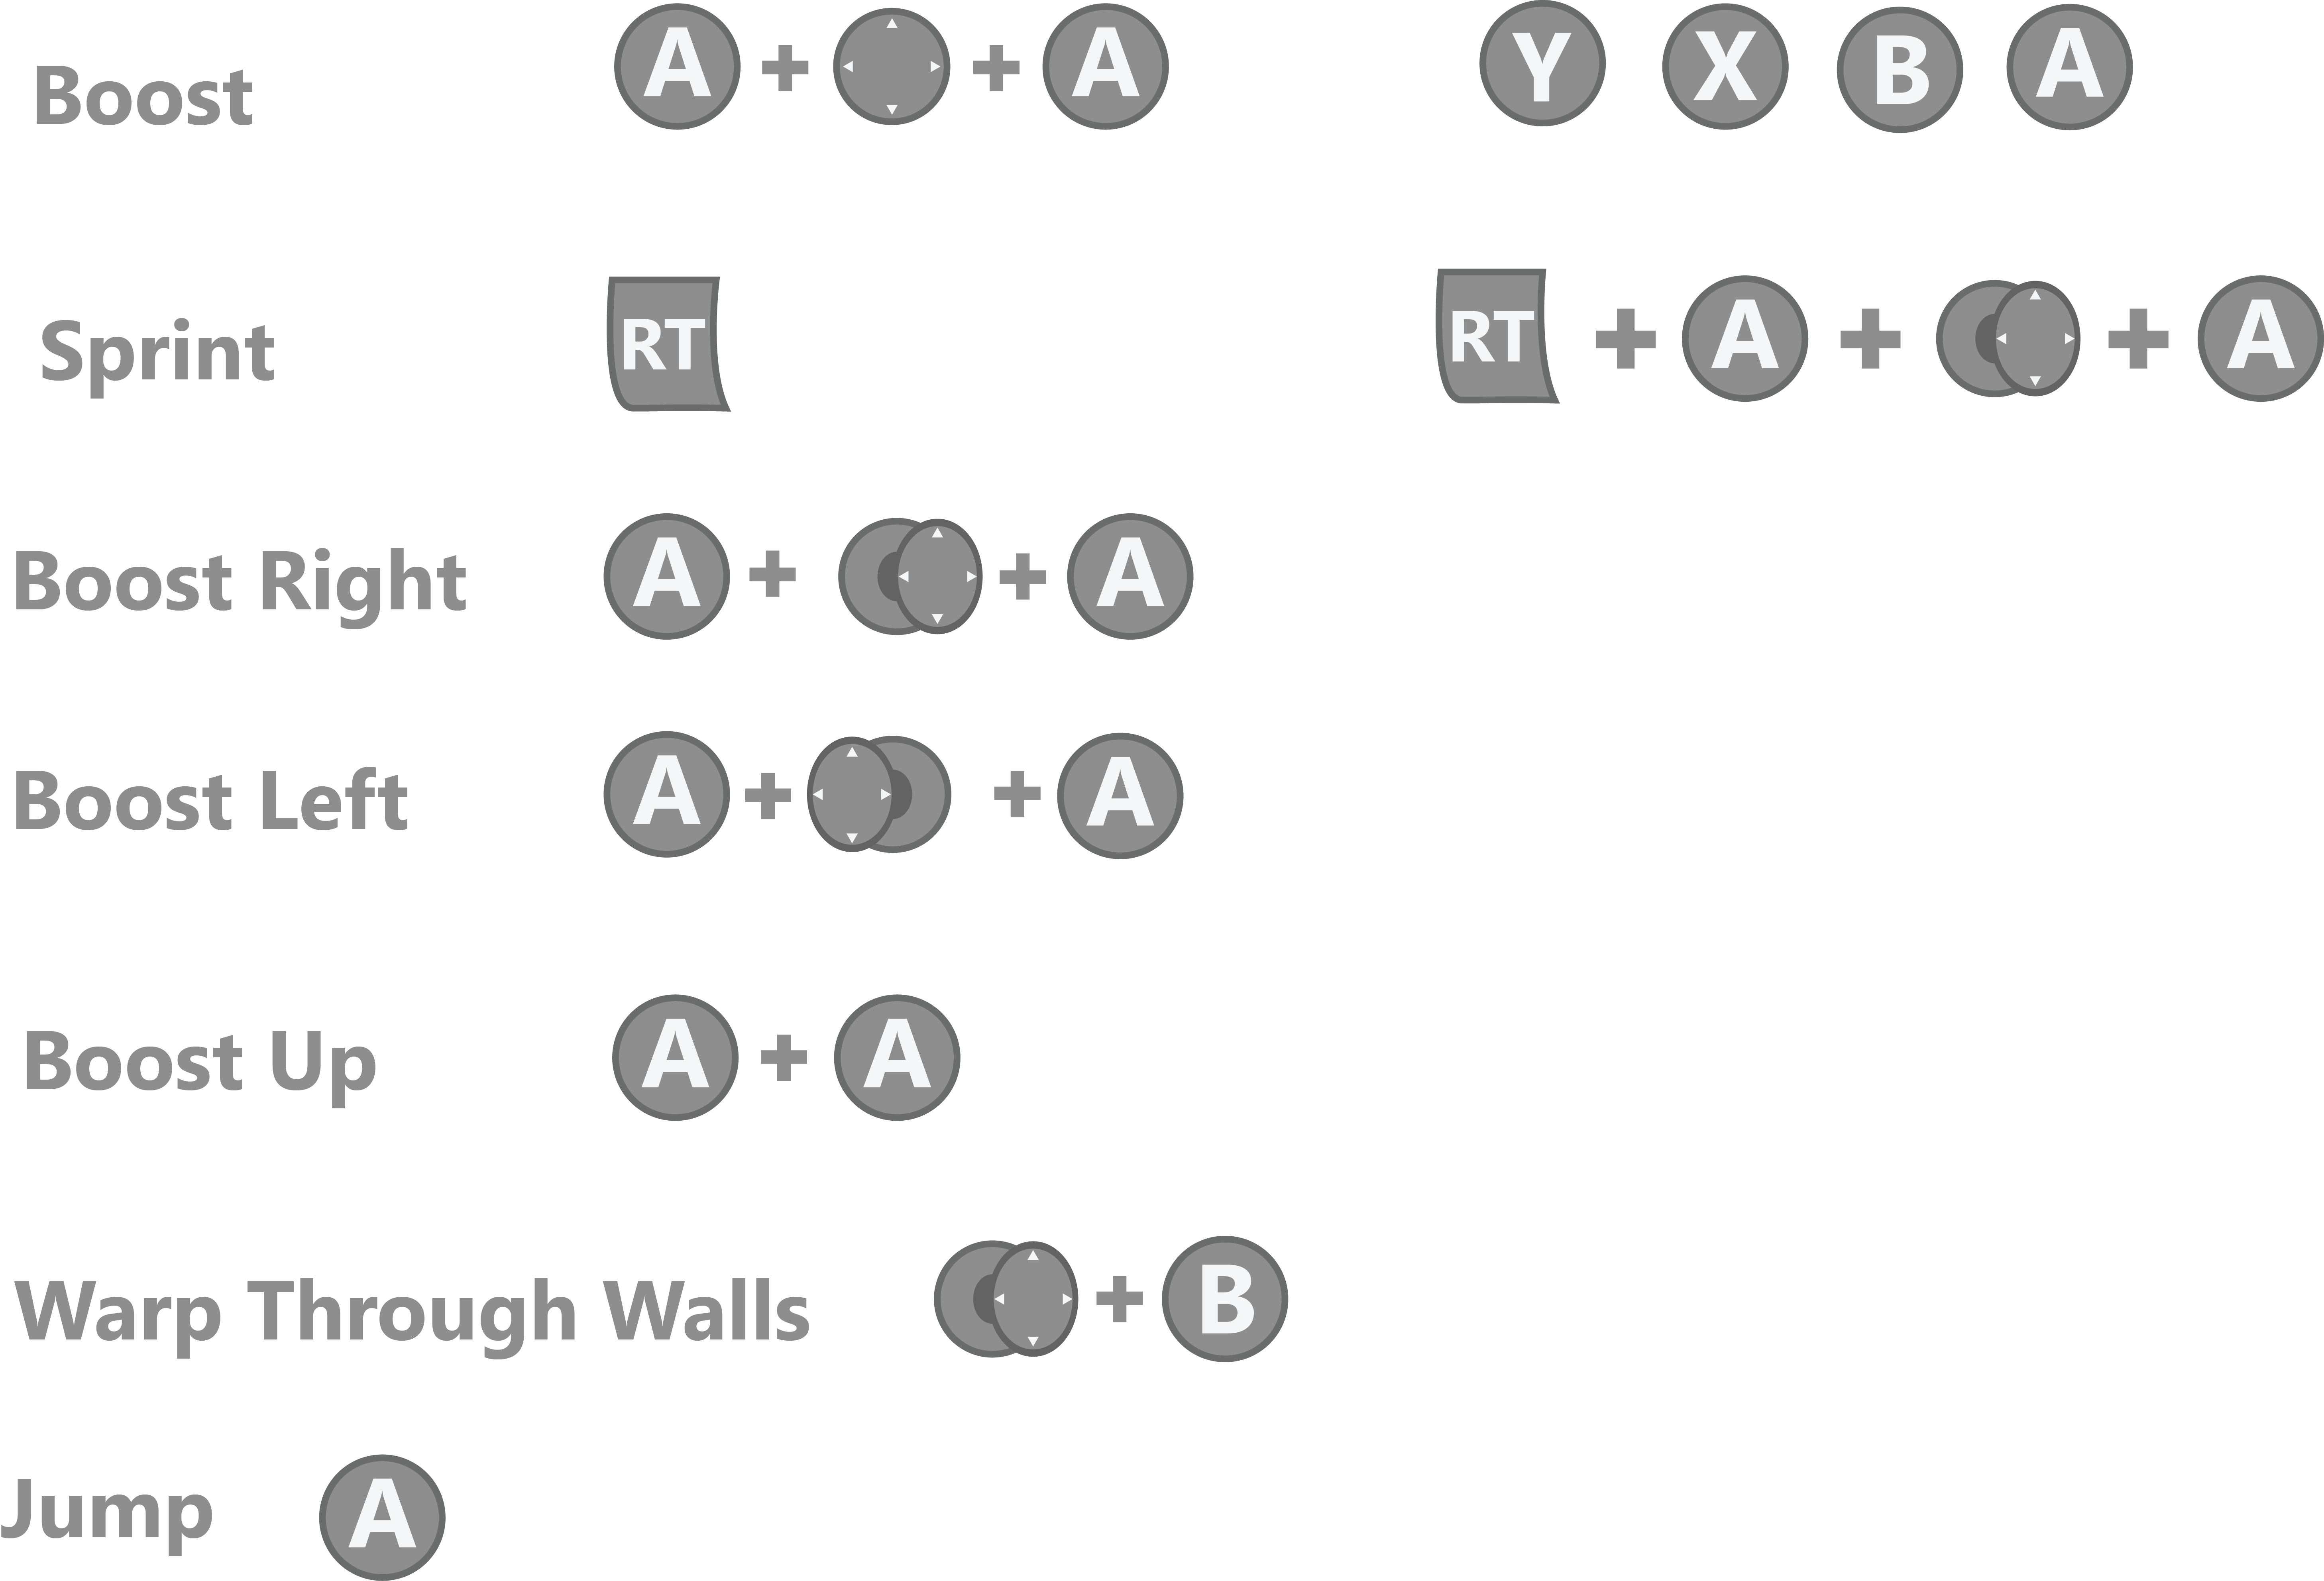 Boost A + + A Y X B A
Sprint RT RT + A + + A
Boost Right A + + A
Boost Left A + + A
Boost Up A + A
Warp Through Walls + B
Jump A